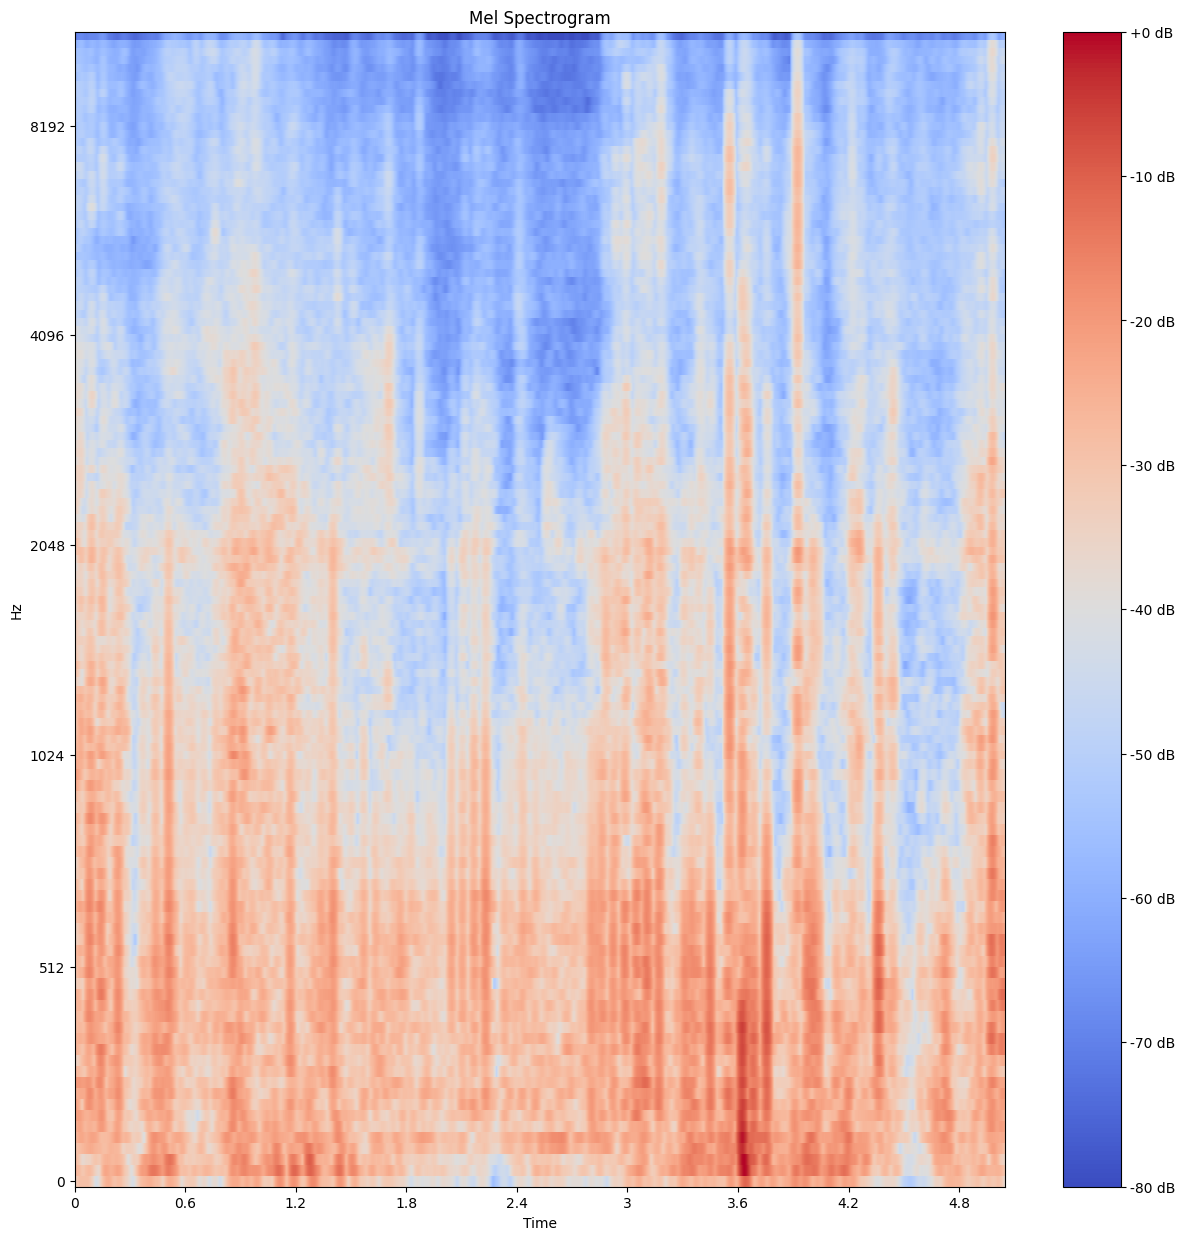 Mel Spectrogram
+0 dB
8192
-10 dB
-20 dB
4096
-30 dB
2048
Hz
-40 dB
1024
-50 dB
512
-60 dB
-70 dB
0
-80 dB
0 0.6 1.2 1.8 2.4 3 3.6 4.2 4.8
Time